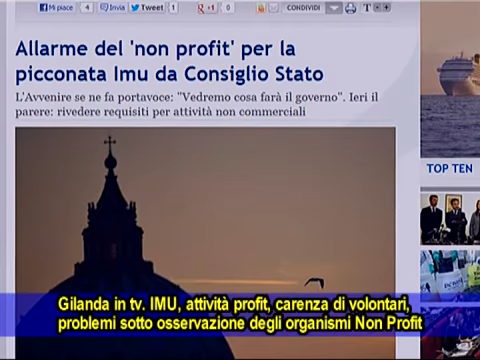 Mi piace 4 Invia Tweet 1 +1 0 CONDIVIDI T
Allarme del 'non profit' per la
picconata Imu da Consiglio Stato
L'Avvenire se ne fa portavoce: "Vedremo cosa farà il governo". Ieri il
parere: rivedere requisiti per attività non commerciali
TOP TEN
Gilanda in tv. IMU, attività profit, carenza di volontari,
problemi sotto osservazione degli organismi Non Profit